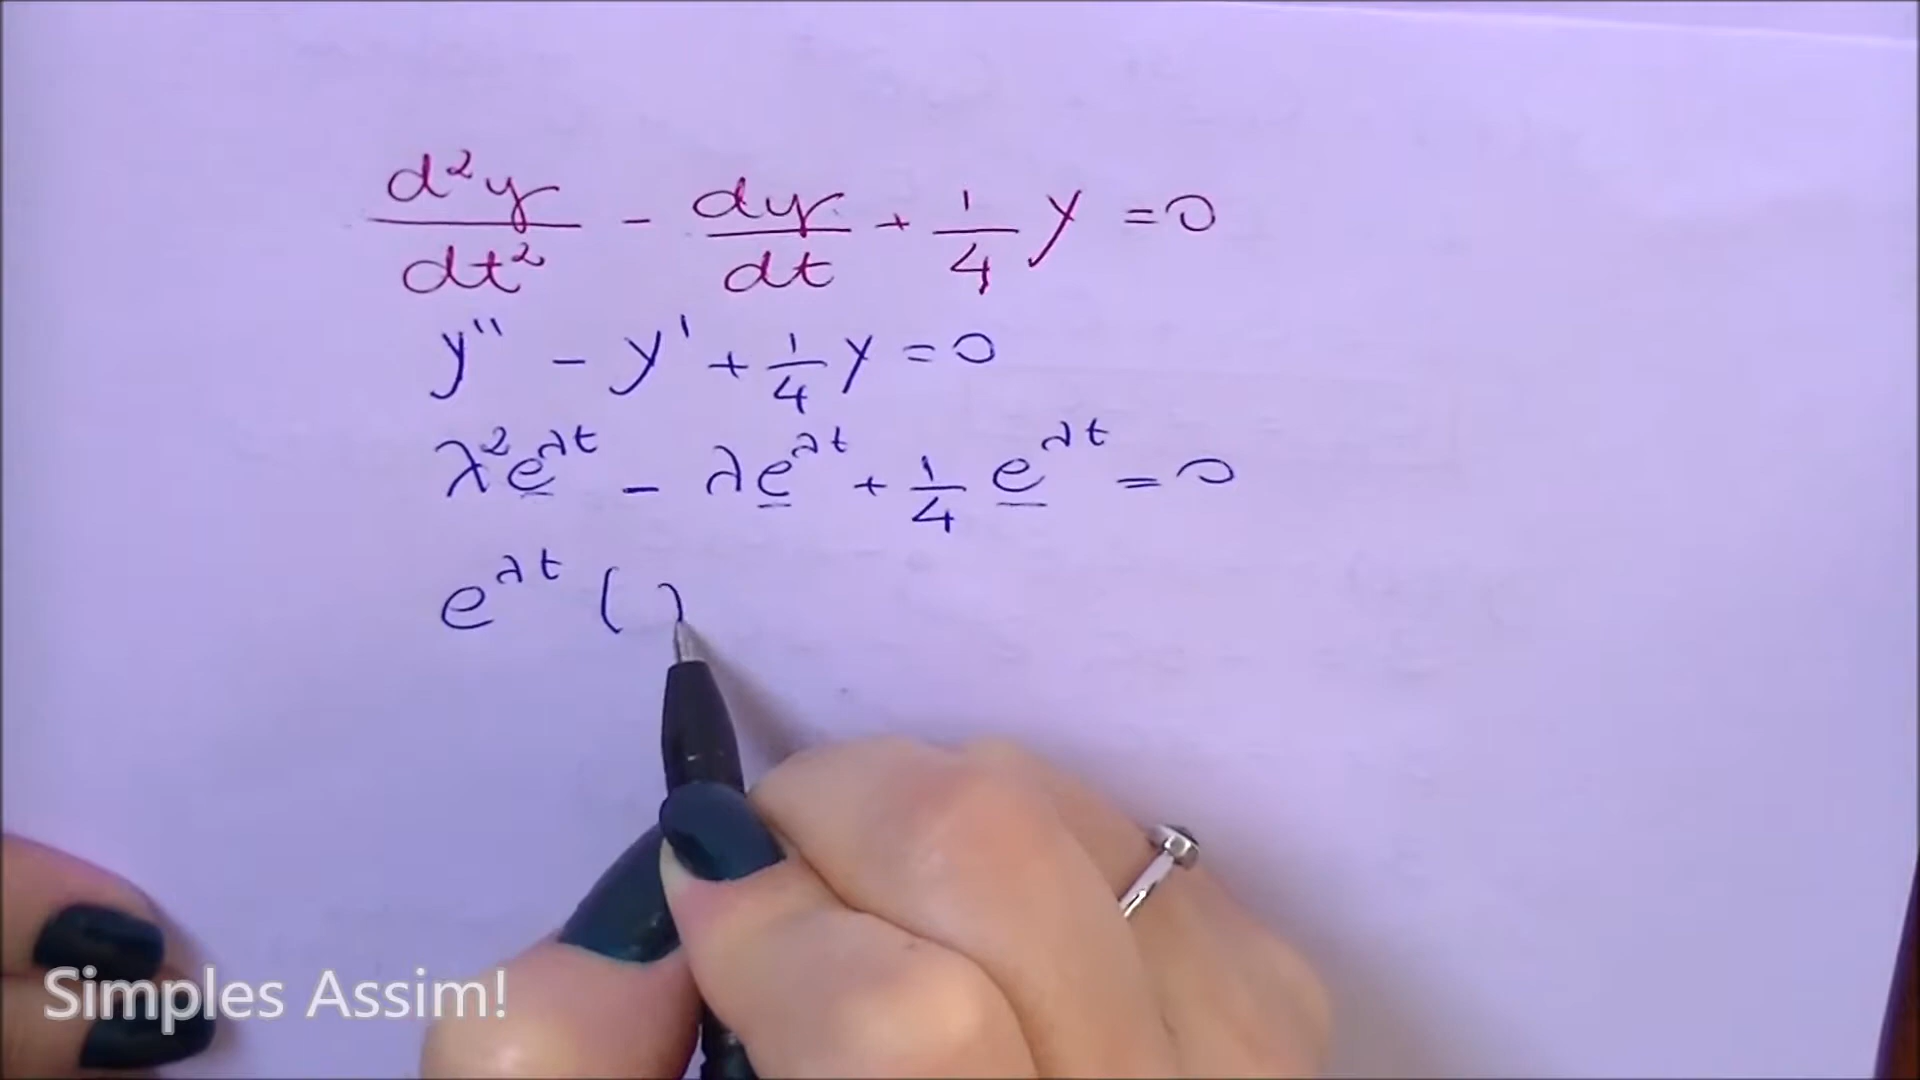 d²y/dt² - dy/dt + 1/4 y = 0
y'' - y' + 1/4 y = 0
λ²e^λt - λe^λt + 1/4 e^λt = 0
e^λt ( λ
Simples Assim!